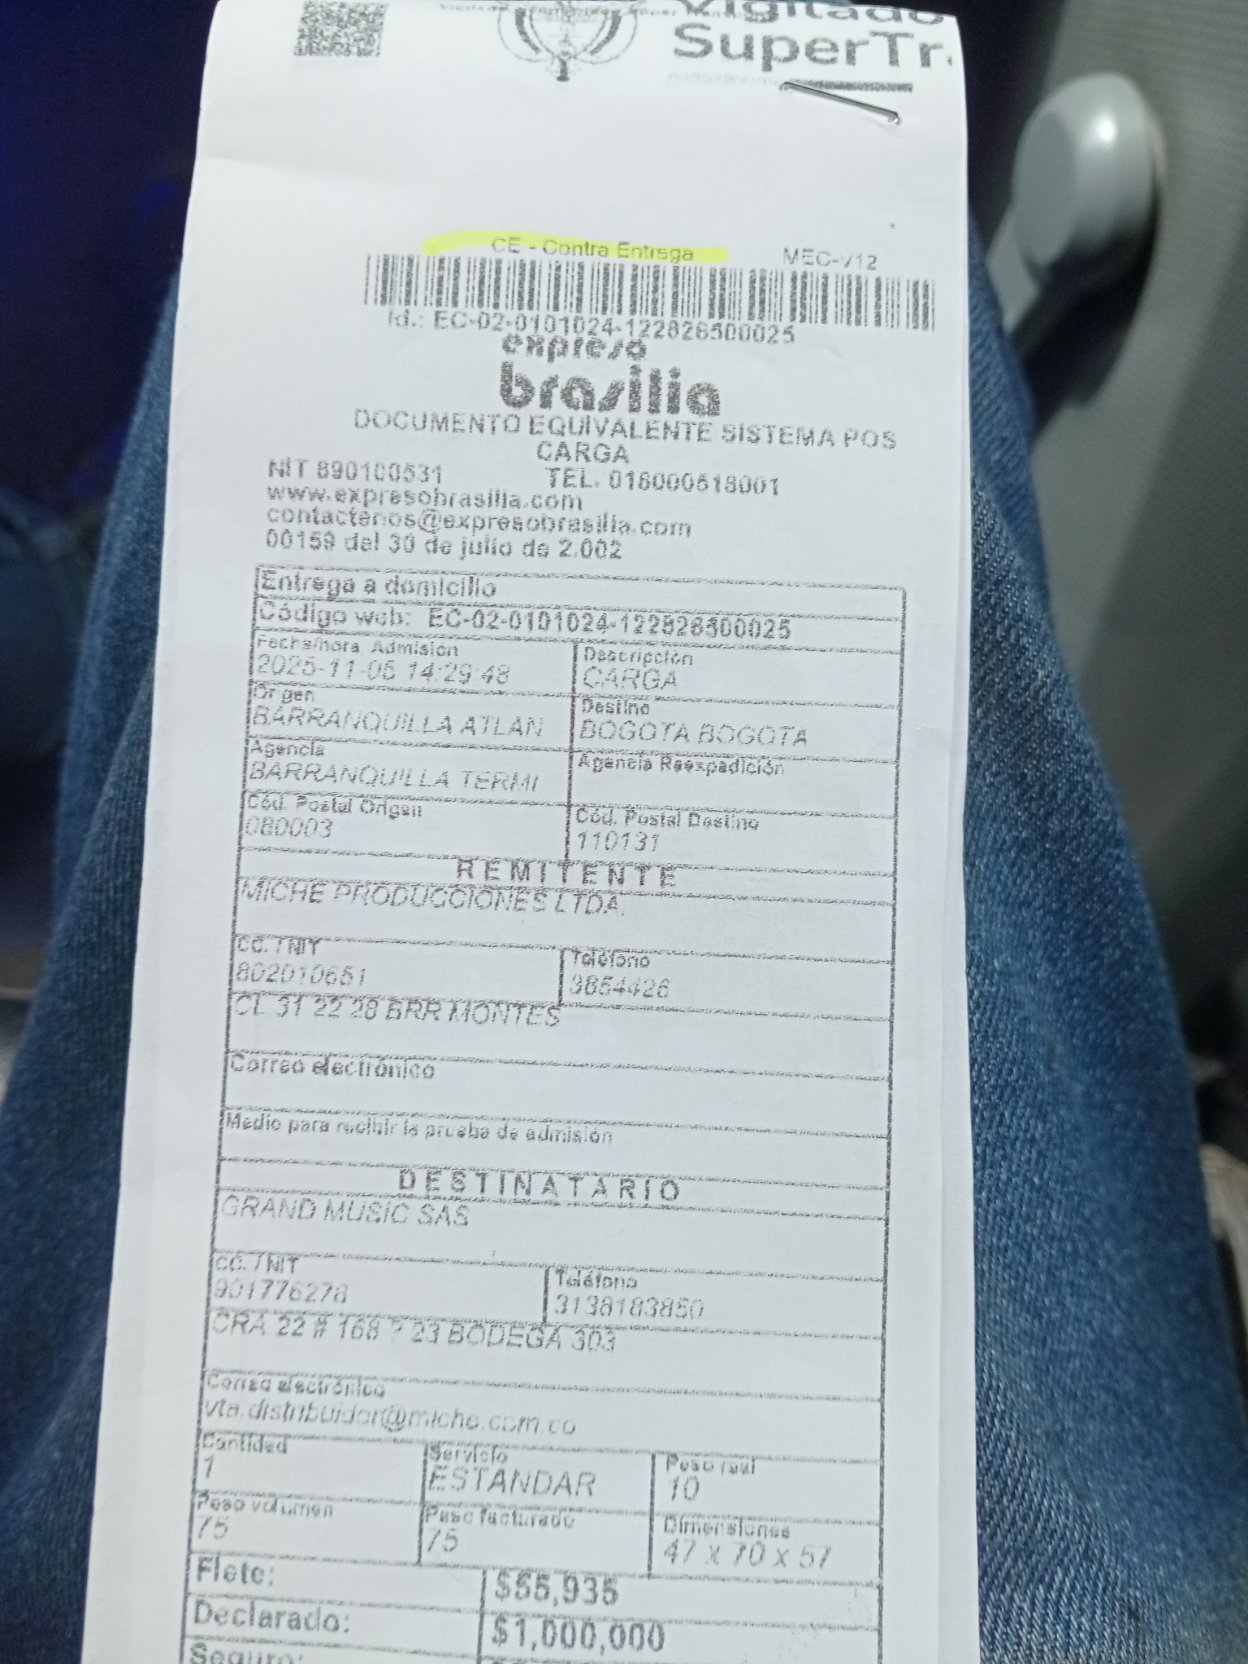 Vigilado
SuperTr
CE - Contra Entrega MEC-V12
Id.: EC-02-0101024-122826500025
expreso
brasilia
DOCUMENTO EQUIVALENTE SISTEMA POS
CARGA
NIT 890100531 TEL. 018000518001
www.expresobrasilia.com
contactenos@expresobrasilia.com
00159 del 30 de julio de 2.002
Entrega a domicilio
Código web: EC-02-0101024-122826500025
Fecha/hora Admisión Descripción
2025-11-05 14:29:48 CARGA
Origen Destino
BARRANQUILLA ATLAN BOGOTA BOGOTA
Agencia Agencia Reexpedición
BARRANQUILLA TERMI
Cód. Postal Origen Cód. Postal Destino
080003 110131
REMITENTE
MICHE PRODUCCIONES LTDA.
CC. / NIT Teléfono
802010651 3854426
CL 31 22 28 BRR MONTES
Correo electrónico
Medio para recibir la prueba de admisión
DESTINATARIO
GRAND MUSIC SAS
CC. / NIT Teléfono
901776278 3138183850
CRA 22 # 168 ? 23 BODEGA 303
Correo electrónico
vta.distribuidor@miche.com.co
Cantidad Servicio Peso real
1 ESTANDAR 10
Peso volumen Peso facturado Dimensiones
75 75 47 x 70 x 57
Flete: $55,935
Declarado: $1,000,000
Seguro: